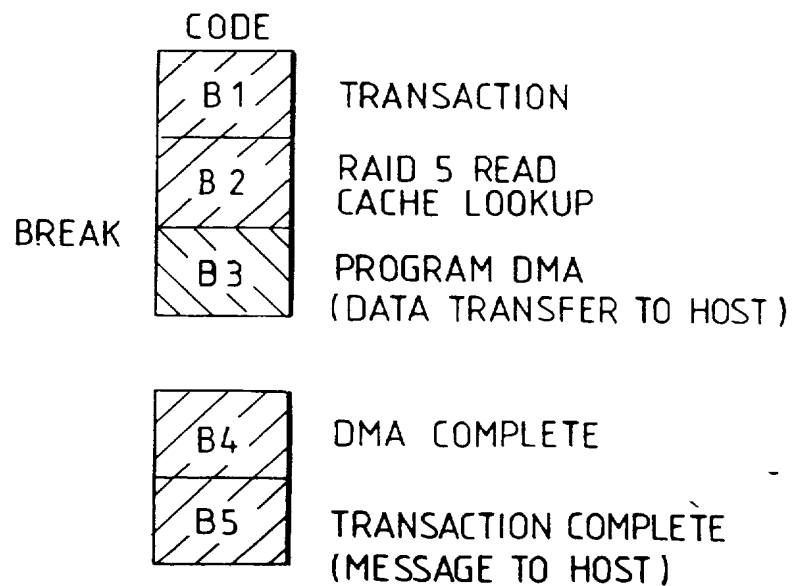 CODE
B1 TRANSACTION
B2 RAID 5 READ
CACHE LOOKUP
BREAK
B3 PROGRAM DMA
(DATA TRANSFER TO HOST)
B4 DMA COMPLETE
B5 TRANSACTION COMPLETE
(MESSAGE TO HOST)